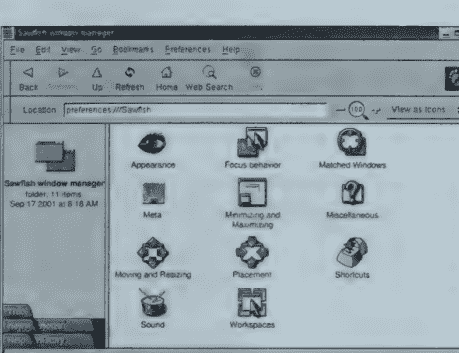 Sawfish window manager
File Edit View Go Bookmarks Preferences Help
Back Up Refresh Home Web Search
Location preferences:///Sawfish 100 View as Icons
Appearance Focus behavior Matched Windows
Sawfish window manager
folder, 11 items
Sep 17 2001 at 8:18 AM
Meta Minimizing and Maximizing Miscellaneous
Moving and Resizing Placement Shortcuts
Sound Workspaces